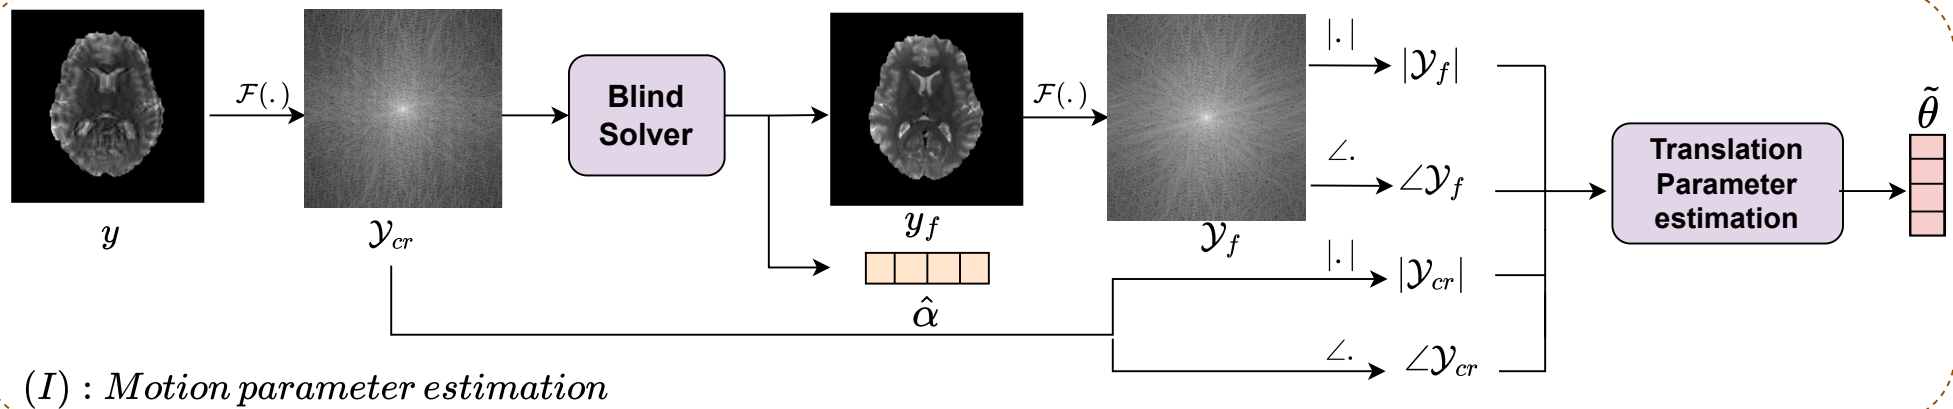 y
𝓕(.)
𝒴_cr
Blind
Solver
y_f
α̂
𝓕(.)
𝒴_f
|.|
|𝒴_f|
∠.
∠𝒴_f
|.|
|𝒴_cr|
∠.
∠𝒴_cr
Translation
Parameter
estimation
θ̃
(I) : Motion parameter estimation